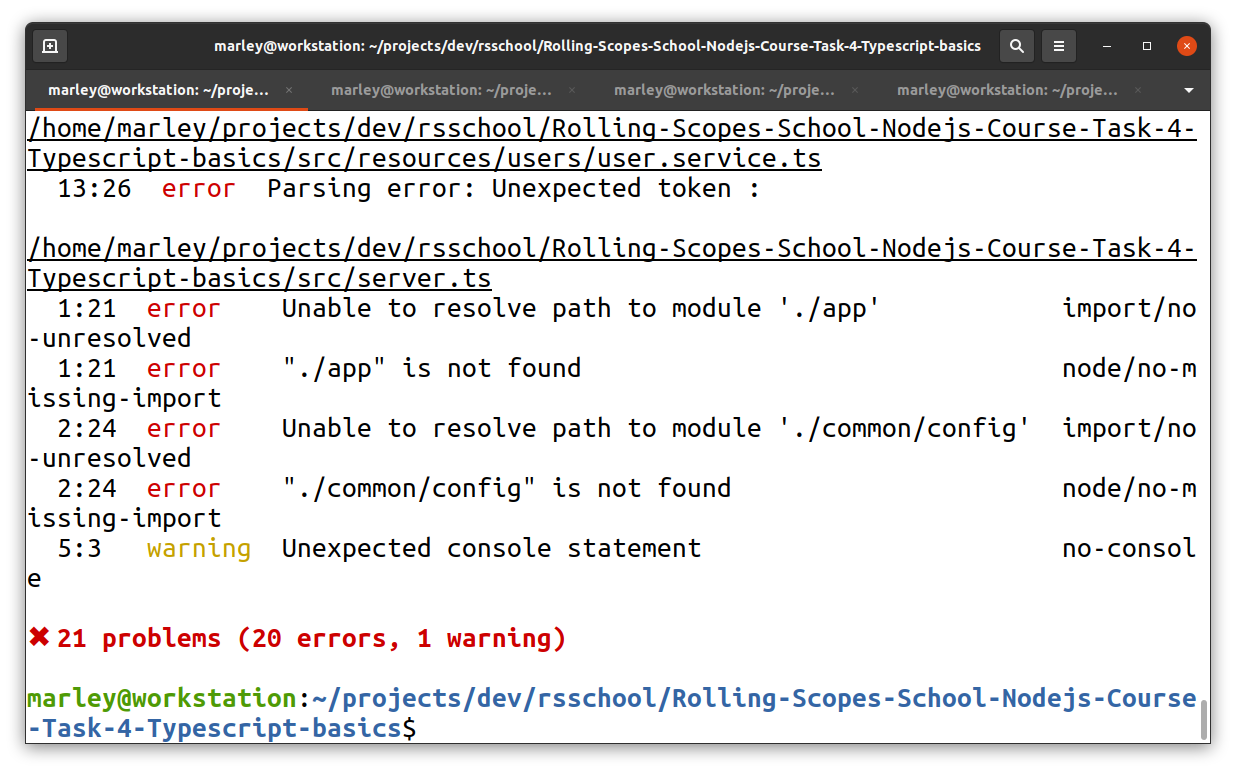 marley@workstation: ~/projects/dev/rsschool/Rolling-Scopes-School-Nodejs-Course-Task-4-Typescript-basics
marley@workstation: ~/proje... × marley@workstation: ~/proje... × marley@workstation: ~/proje... × marley@workstation: ~/proje... ×
/home/marley/projects/dev/rsschool/Rolling-Scopes-School-Nodejs-Course-Task-4-
Typescript-basics/src/resources/users/user.service.ts
  13:26  error  Parsing error: Unexpected token :
/home/marley/projects/dev/rsschool/Rolling-Scopes-School-Nodejs-Course-Task-4-
Typescript-basics/src/server.ts
  1:21  error    Unable to resolve path to module './app'            import/no
-unresolved
  1:21  error    "./app" is not found                                node/no-m
issing-import
  2:24  error    Unable to resolve path to module './common/config'  import/no
-unresolved
  2:24  error    "./common/config" is not found                      node/no-m
issing-import
  5:3   warning  Unexpected console statement                        no-consol
e
✖ 21 problems (20 errors, 1 warning)
marley@workstation:~/projects/dev/rsschool/Rolling-Scopes-School-Nodejs-Course
-Task-4-Typescript-basics$